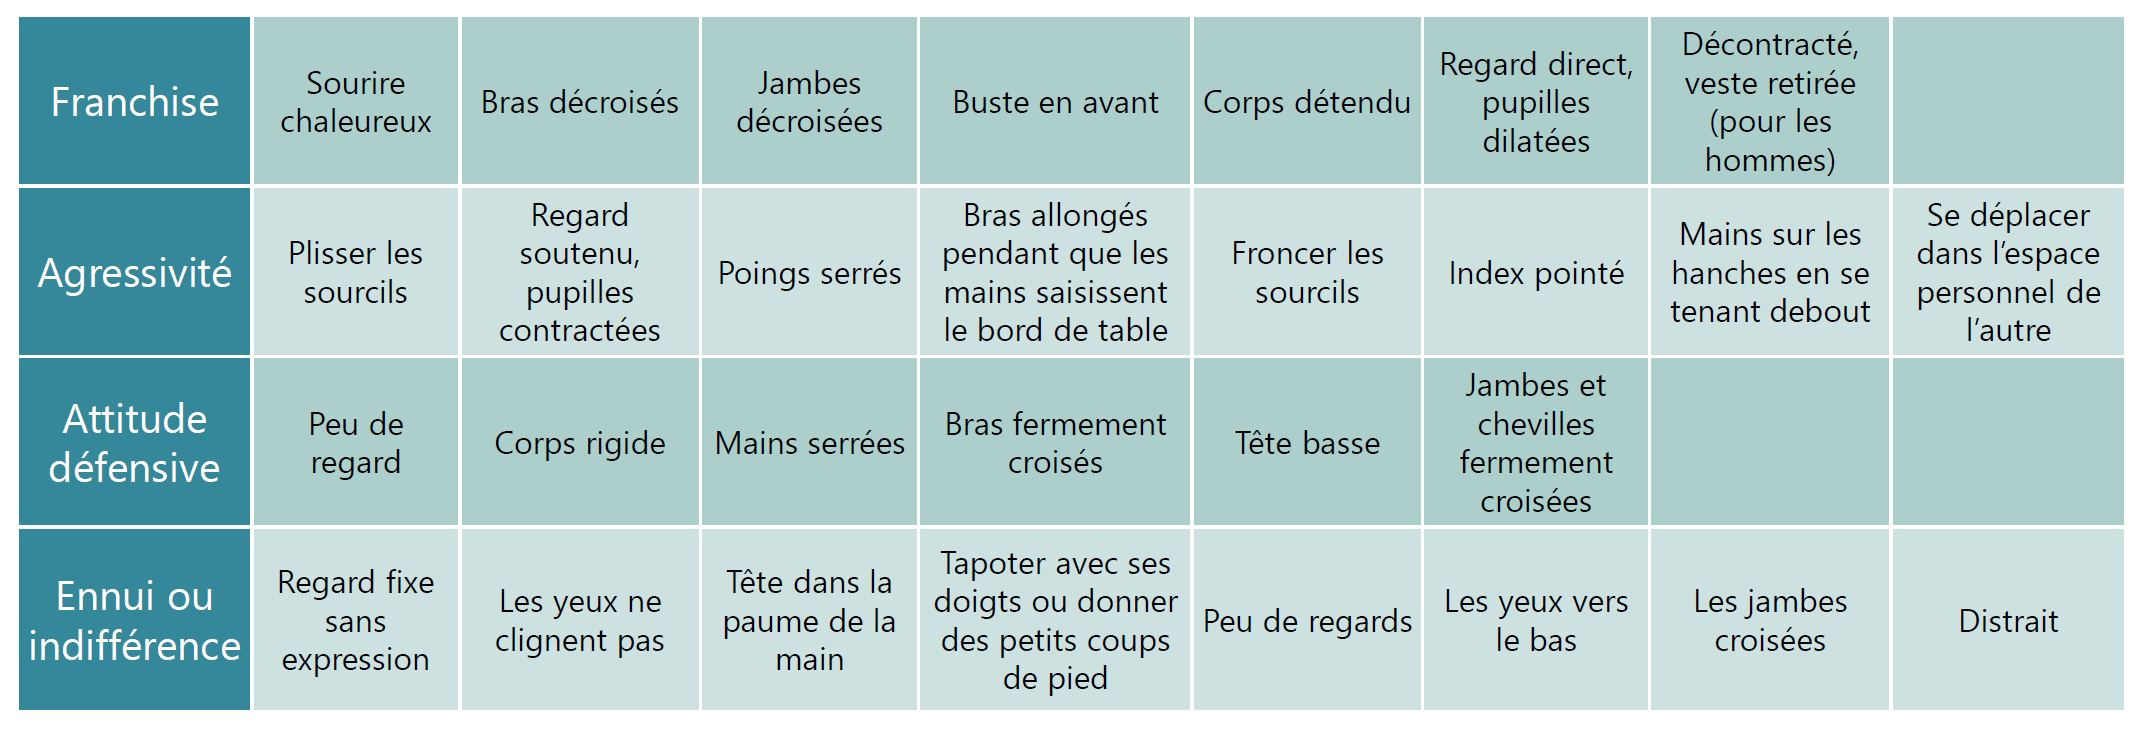 Franchise
Sourire
chaleureux
Bras décroisés
Jambes
décroisées
Buste en avant
Corps détendu
Regard direct,
pupilles
dilatées
Décontracté,
veste retirée
(pour les
hommes)
Agressivité
Plisser les
sourcils
Regard
soutenu,
pupilles
contractées
Poings serrés
Bras allongés
pendant que les
mains saisissent
le bord de table
Froncer les
sourcils
Index pointé
Mains sur les
hanches en se
tenant debout
Se déplacer
dans l’espace
personnel de
l’autre
Attitude
défensive
Peu de
regard
Corps rigide
Mains serrées
Bras fermement
croisés
Tête basse
Jambes et
chevilles
fermement
croisées
Ennui ou
indifférence
Regard fixe
sans
expression
Les yeux ne
clignent pas
Tête dans la
paume de la
main
Tapoter avec ses
doigts ou donner
des petits coups
de pied
Peu de regards
Les yeux vers
le bas
Les jambes
croisées
Distrait